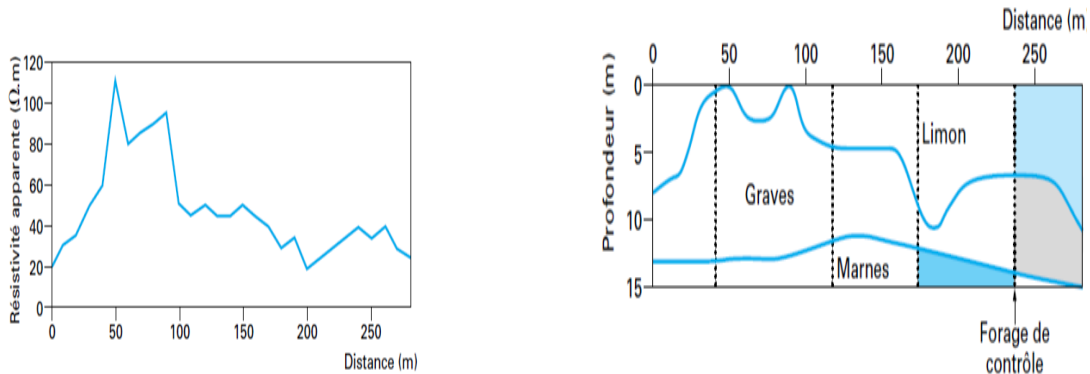 Résistivité apparente (Ω.m)
120
100
80
60
40
20
0
0 50 100 150 200 250
Distance (m)
Distance (m)
0 50 100 150 200 250
Profondeur (m)
0
5
10
15
Limon
Graves
Marnes
Forage de
contrôle